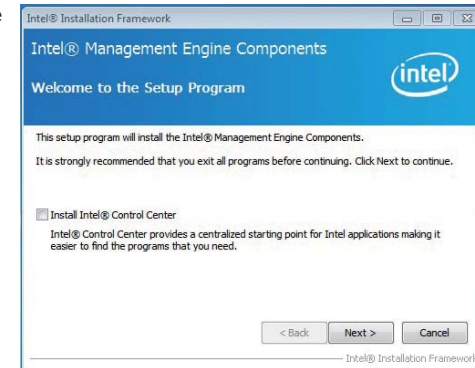 e
Intel® Installation Framework
Intel® Management Engine Components
Welcome to the Setup Program
intel
This setup program will install the Intel® Management Engine Components.
It is strongly recommended that you exit all programs before continuing. Click Next to continue.
Install Intel® Control Center
Intel® Control Center provides a centralized starting point for Intel applications making it
easier to find the programs that you need.
< Back Next > Cancel
Intel® Installation Framework